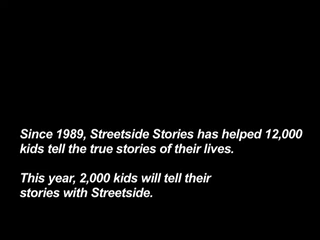 Since 1989, Streetside Stories has helped 12,000
kids tell the true stories of their lives.
This year, 2,000 kids will tell their
stories with Streetside.